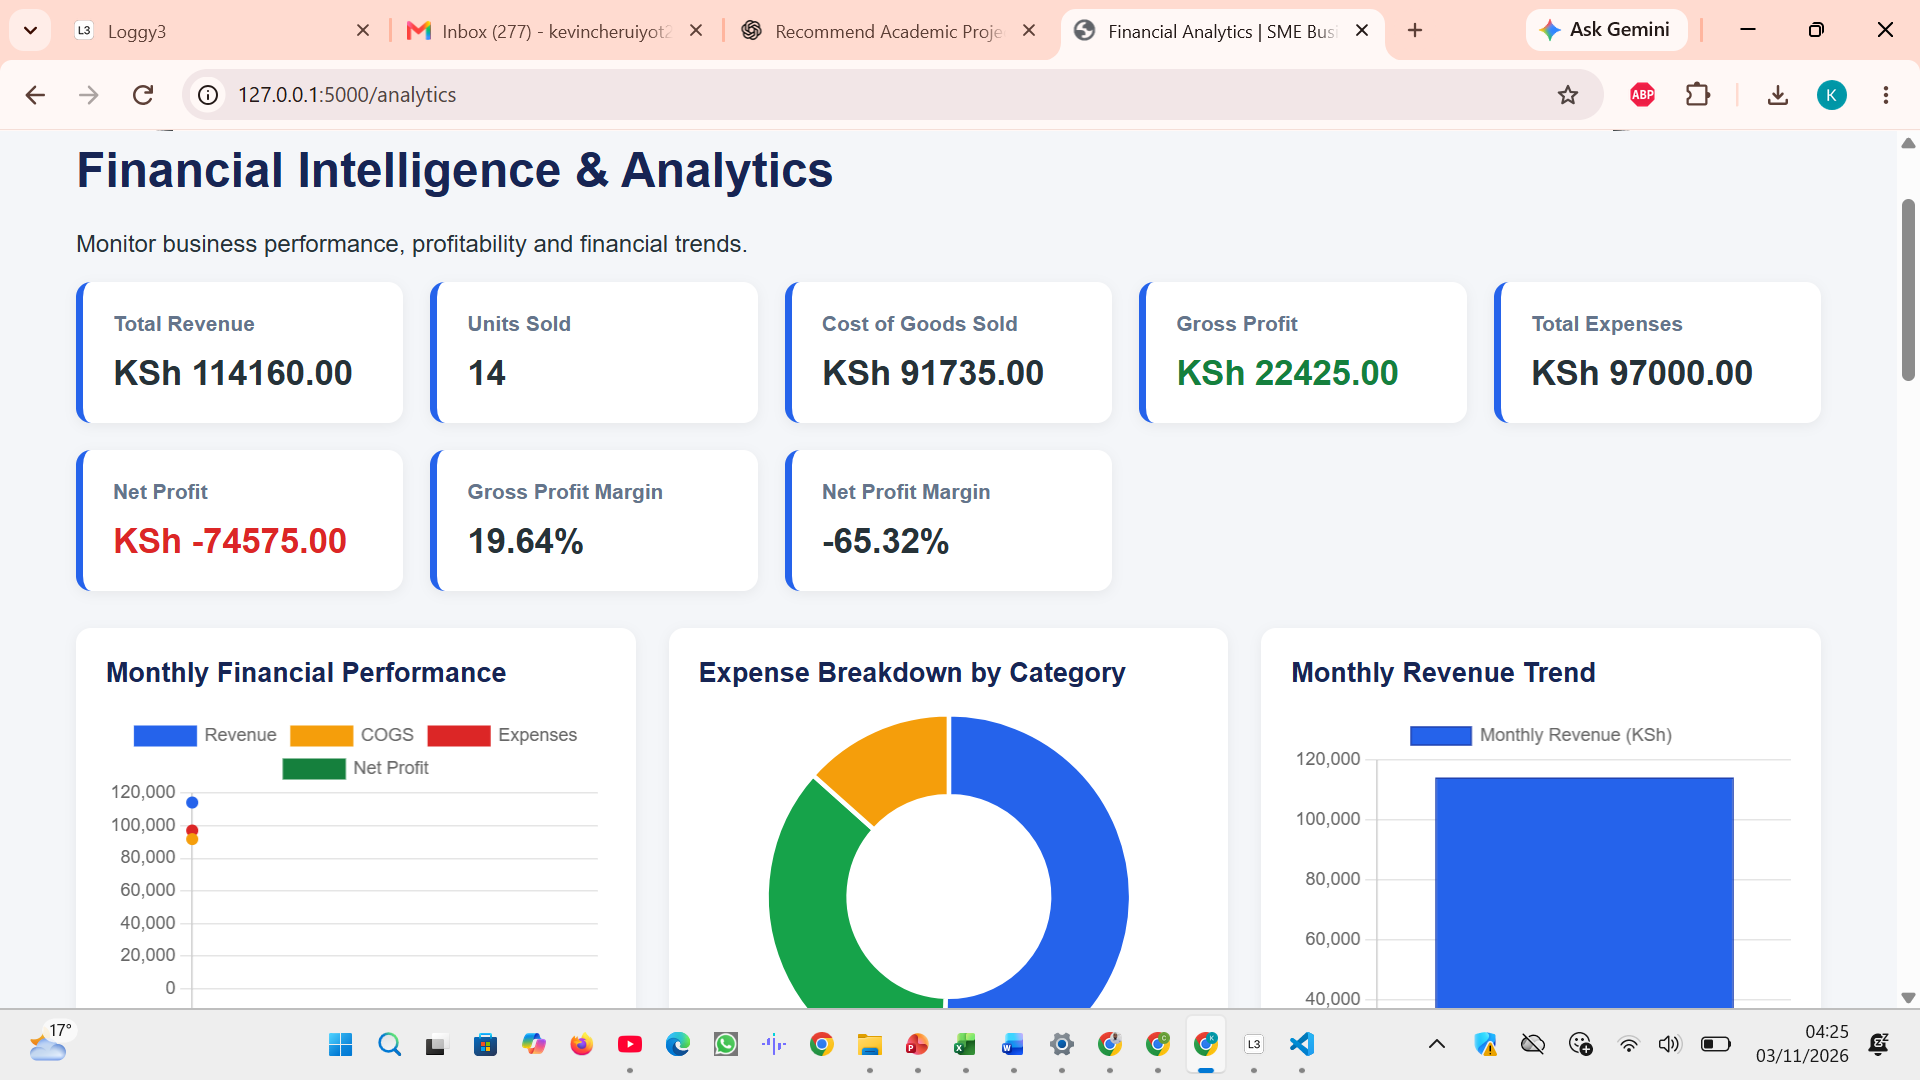 L3 Loggy3
Inbox (277) - kevincheruiyot2
Recommend Academic Proje
Financial Analytics | SME Busi
Ask Gemini
127.0.0.1:5000/analytics
ABP
K
Financial Intelligence & Analytics
Monitor business performance, profitability and financial trends.
Total Revenue
KSh 114160.00
Units Sold
14
Cost of Goods Sold
KSh 91735.00
Gross Profit
KSh 22425.00
Total Expenses
KSh 97000.00
Net Profit
KSh -74575.00
Gross Profit Margin
19.64%
Net Profit Margin
-65.32%
Monthly Financial Performance
Revenue COGS Expenses
Net Profit
120,000
100,000
80,000
60,000
40,000
20,000
0
Expense Breakdown by Category
Monthly Revenue Trend
Monthly Revenue (KSh)
120,000
100,000
80,000
60,000
40,000
17°
L3
04:25
03/11/2026